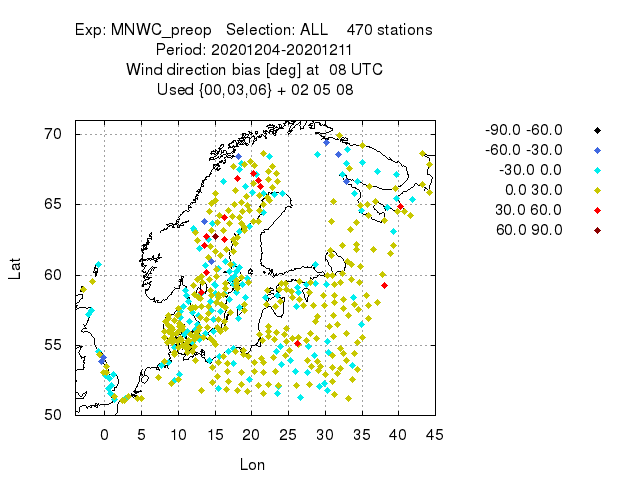 Exp: MNWC_preop   Selection: ALL    470 stations
Period: 20201204-20201211
Wind direction bias [deg] at  08 UTC
Used {00,03,06} + 02 05 08
-90.0 -60.0
-60.0 -30.0
-30.0 0.0
0.0 30.0
30.0 60.0
60.0 90.0
70
65
60
55
50
Lat
0 5 10 15 20 25 30 35 40 45
Lon